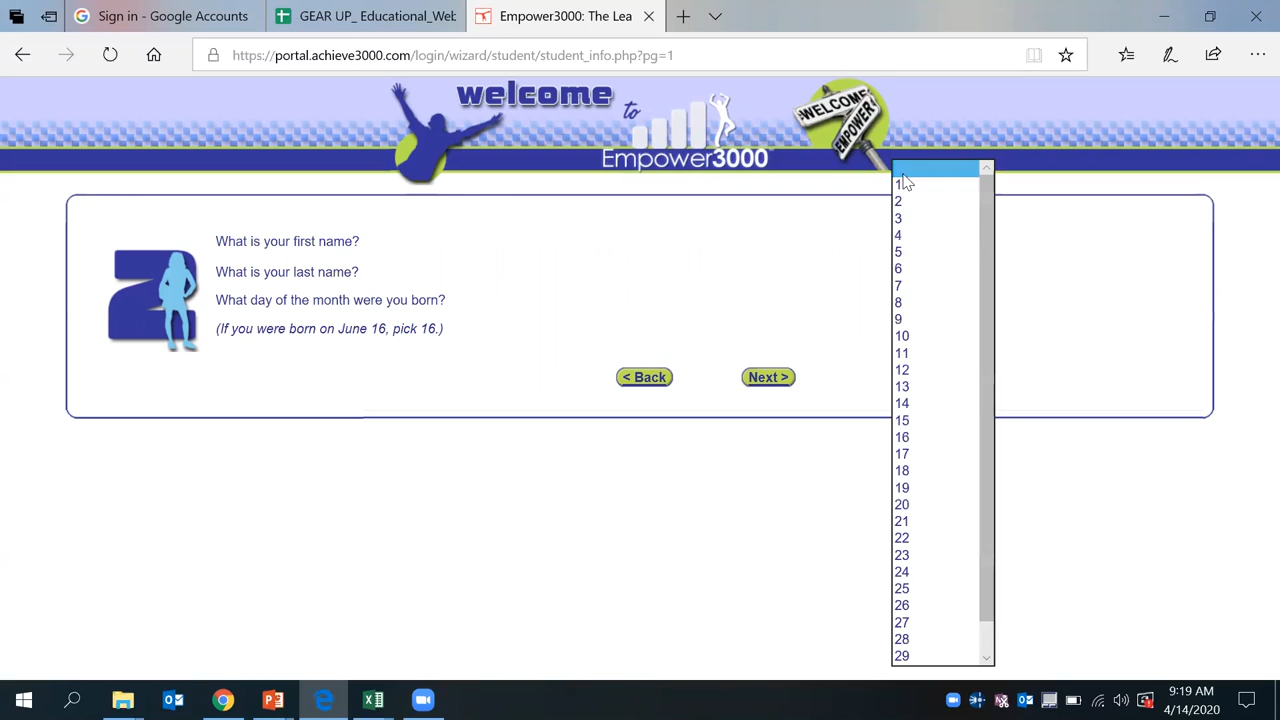 Sign in - Google Accounts
GEAR UP_ Educational_Web
Empower3000: The Lea
https://portal.achieve3000.com/login/wizard/student/student_info.php?pg=1
welcome
to
Empower3000
WELCOME
EMPOWER
2
What is your first name?
What is your last name?
What day of the month were you born?
(If you were born on June 16, pick 16.)
< Back
Next >
1
2
3
4
5
6
7
8
9
10
11
12
13
14
15
16
17
18
19
20
21
22
23
24
25
26
27
28
29
9:19 AM
4/14/2020